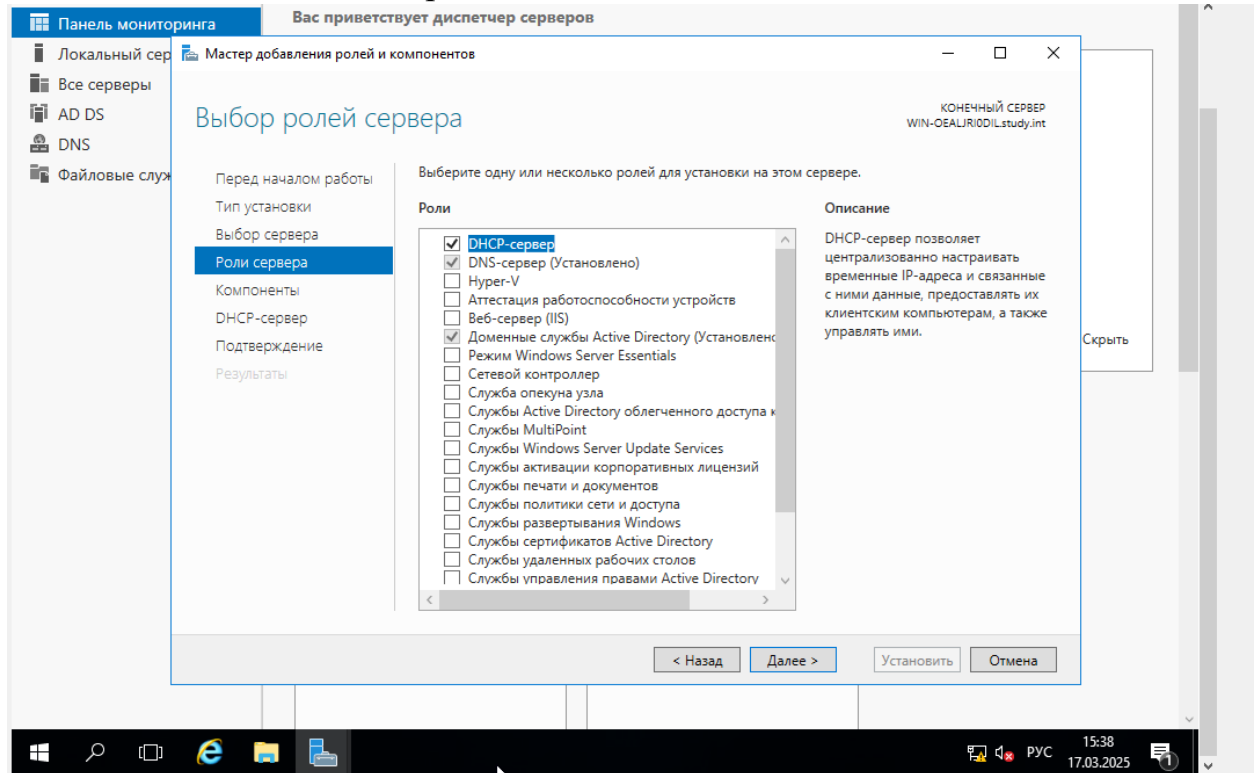 Вас приветствует диспетчер серверов
Панель мониторинга
Локальный сер
Все серверы
AD DS
DNS
Файловые служ
Мастер добавления ролей и компонентов
Выбор ролей сервера
КОНЕЧНЫЙ СЕРВЕР
WIN-OEALJRI0DIL.study.int
Перед началом работы
Тип установки
Выбор сервера
Роли сервера
Компоненты
DHCP-сервер
Подтверждение
Результаты
Выберите одну или несколько ролей для установки на этом сервере.
Роли
DHCP-сервер
DNS-сервер (Установлено)
Hyper-V
Аттестация работоспособности устройств
Веб-сервер (IIS)
Доменные службы Active Directory (Установленс
Режим Windows Server Essentials
Сетевой контроллер
Служба опекуна узла
Службы Active Directory облегченного доступа к
Службы MultiPoint
Службы Windows Server Update Services
Службы активации корпоративных лицензий
Службы печати и документов
Службы политики сети и доступа
Службы развертывания Windows
Службы сертификатов Active Directory
Службы удаленных рабочих столов
Службы управления правами Active Directory
Описание
DHCP-сервер позволяет
централизованно настраивать
временные IP-адреса и связанные
с ними данные, предоставлять их
клиентским компьютерам, а также
управлять ими.
Скрыть
< Назад
Далее >
Установить
Отмена
РУС
15:38
17.03.2025
1